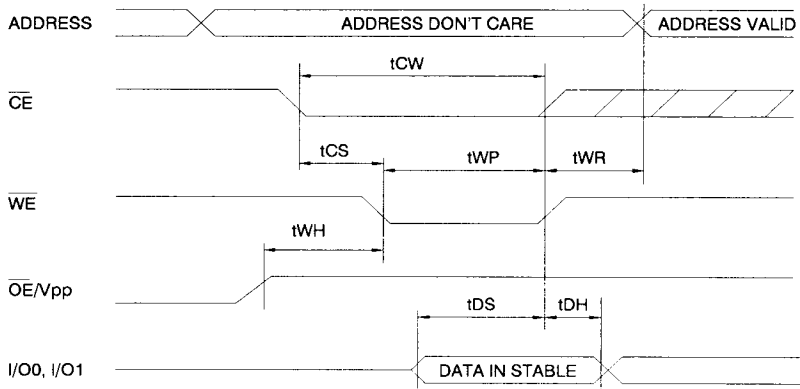 ADDRESS ADDRESS DON'T CARE ADDRESS VALID
tCW
CE
tCS tWP tWR
WE
tWH
OE/Vpp
tDS tDH
I/O0, I/O1 DATA IN STABLE